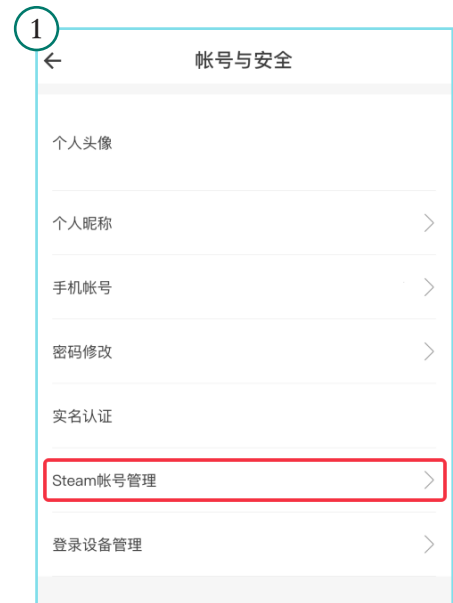 1
帐号与安全
个人头像
个人昵称
手机帐号
密码修改
实名认证
Steam帐号管理
登录设备管理